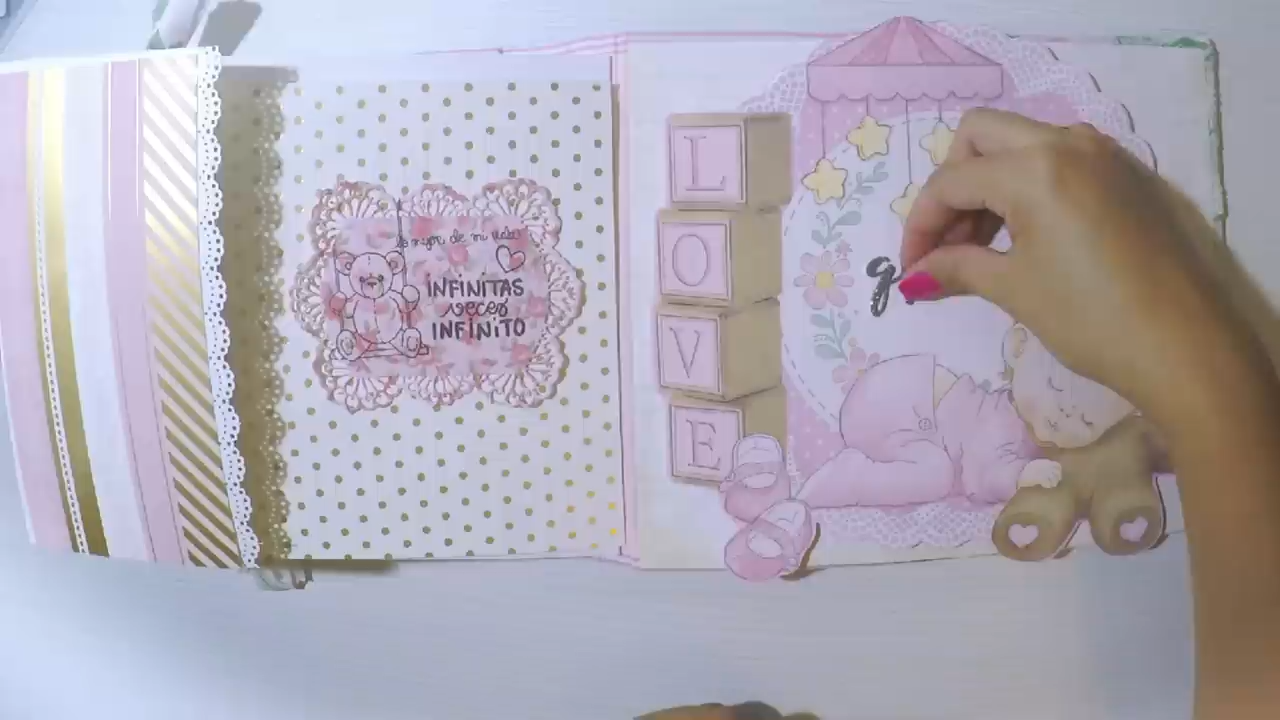 lo mejor de mi vida
INFINITAS
veces
INFINITO
L
O
V
E
g